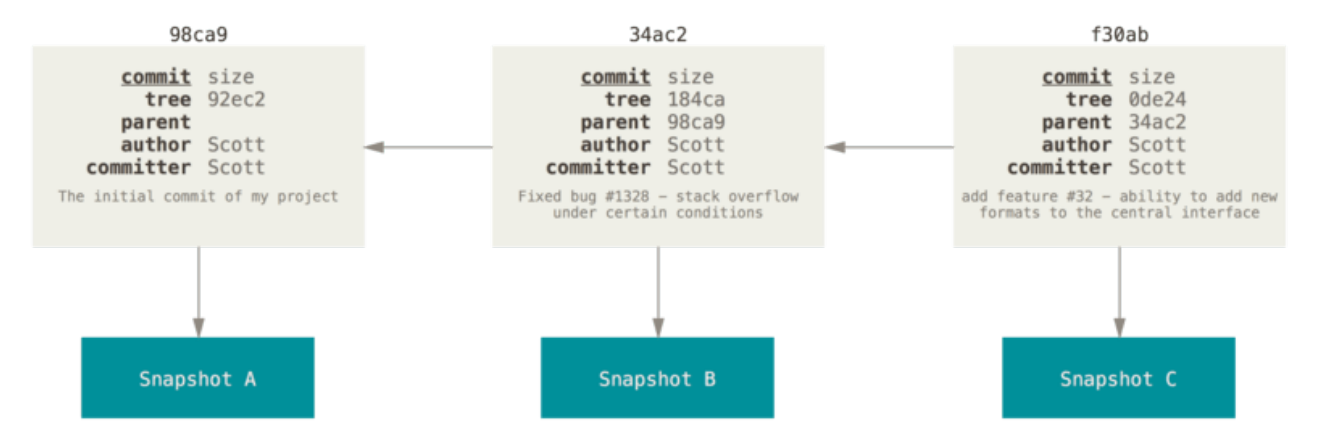 98ca9
commit size
tree 92ec2
parent
author Scott
committer Scott
The initial commit of my project
Snapshot A
34ac2
commit size
tree 184ca
parent 98ca9
author Scott
committer Scott
Fixed bug #1328 – stack overflow
under certain conditions
Snapshot B
f30ab
commit size
tree 0de24
parent 34ac2
author Scott
committer Scott
add feature #32 – ability to add new
formats to the central interface
Snapshot C